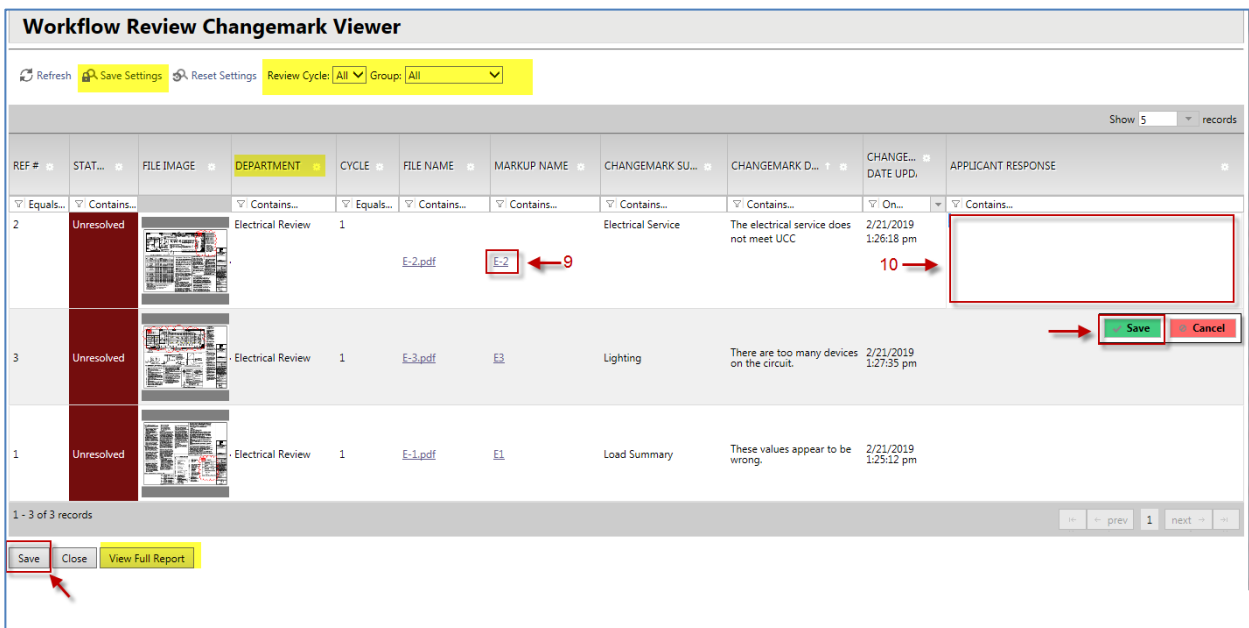 Workflow Review Changemark Viewer
Refresh Save Settings Reset Settings Review Cycle: All Group: All
Show 5 records
REF # STAT... FILE IMAGE DEPARTMENT CYCLE FILE NAME MARKUP NAME CHANGEMARK SU... CHANGEMARK D... CHANGE... DATE UPD. APPLICANT RESPONSE
Equals... Contains... Contains... Equals... Contains... Contains... Contains... Contains... On... Contains...
2 Unresolved Electrical Review 1 E-2.pdf E-2 9 Electrical Service The electrical service does
not meet UCC 2/21/2019
1:26:18 pm
10
Save Cancel
3 Unresolved Electrical Review 1 E-3.pdf E3 Lighting There are too many devices
on the circuit. 2/21/2019
1:27:35 pm
1 Unresolved Electrical Review 1 E-1.pdf E1 Load Summary These values appear to be
wrong. 2/21/2019
1:25:12 pm
1 - 3 of 3 records
← prev 1 next →
Save Close View Full Report